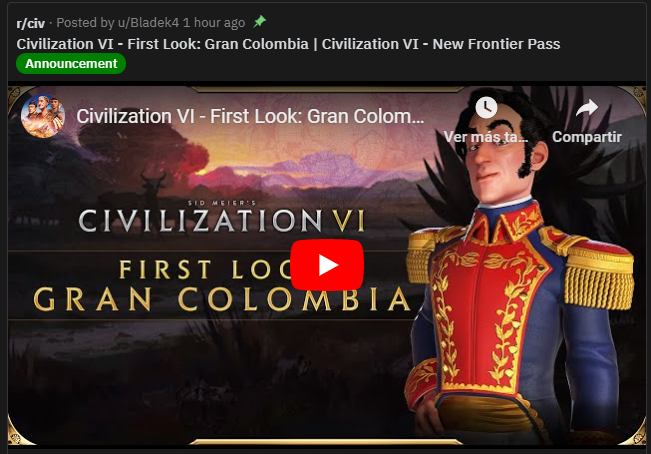 r/civ · Posted by u/Bladek4 1 hour ago
Civilization VI - First Look: Gran Colombia | Civilization VI - New Frontier Pass
Announcement
Civilization VI - First Look: Gran Colom...
Ver más ta...
Compartir
SID MEIER'S
CIVILIZATION VI
FIRST LOO
GRAN COLOMBIA